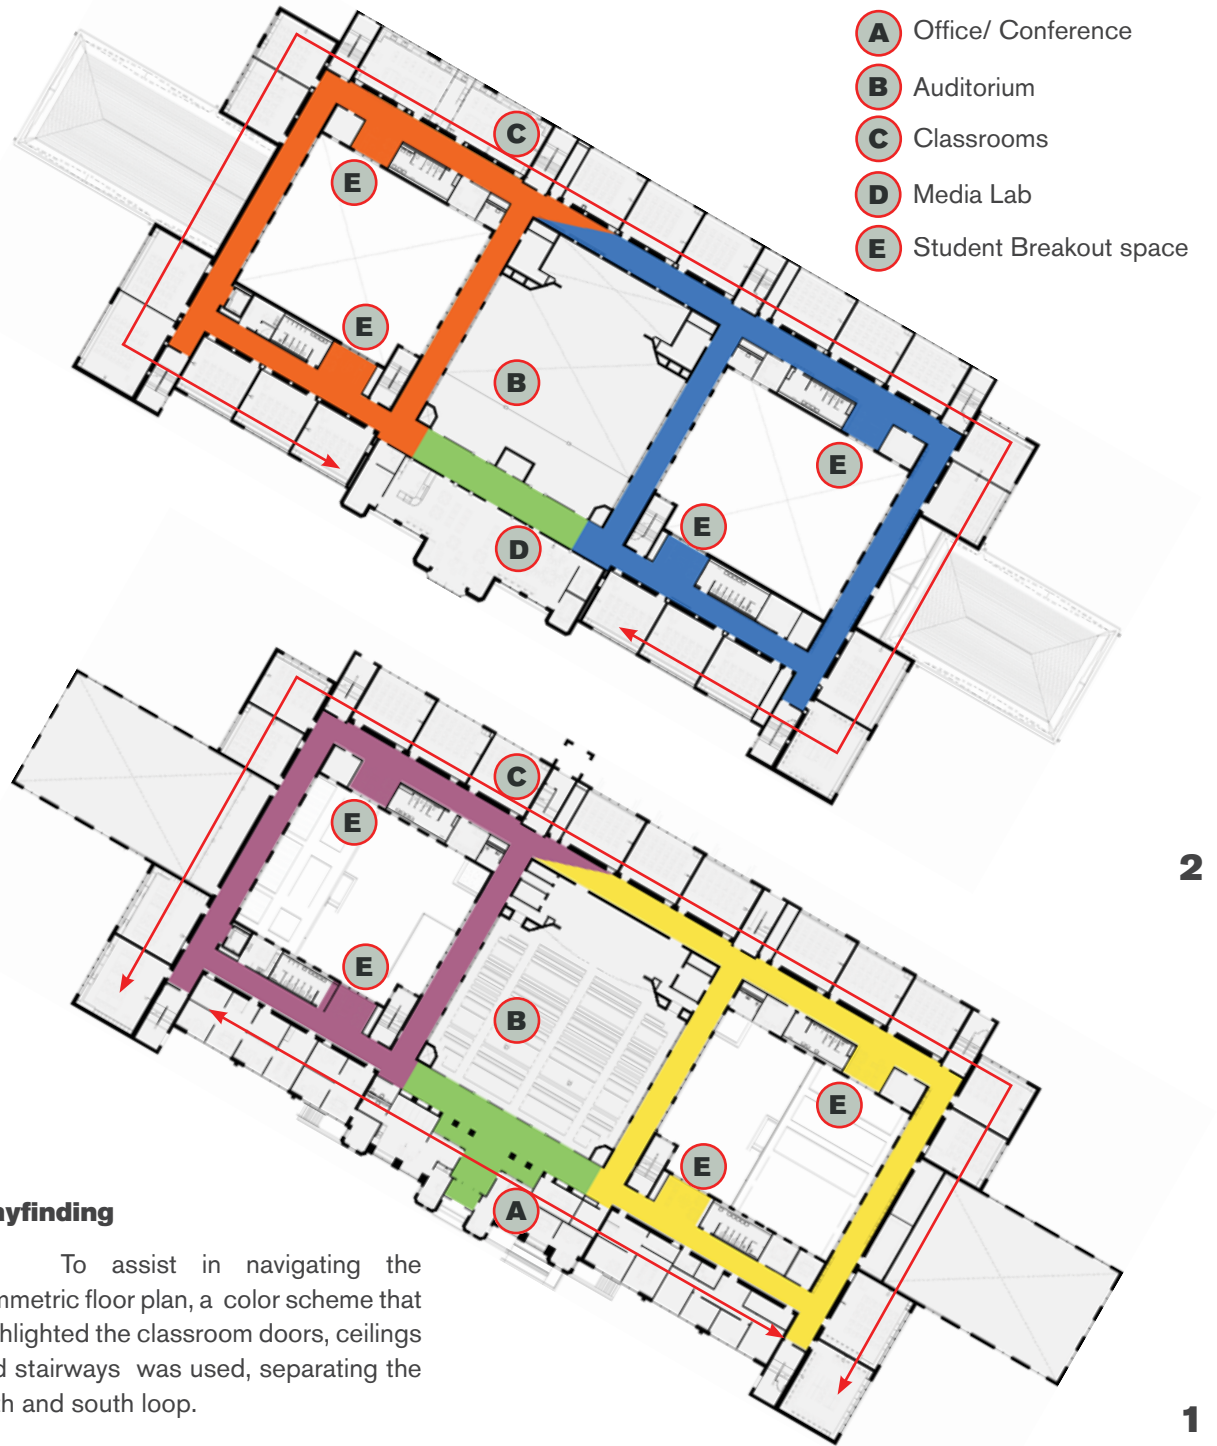 A Office/ Conference
B Auditorium
C Classrooms
D Media Lab
E Student Breakout space
C
E
E
B
E
E
D
2
C
E
E
B
E
E
A
yfinding
To assist in navigating the
mmetric floor plan, a color scheme that
hlighted the classroom doors, ceilings
d stairways was used, separating the
th and south loop.
1